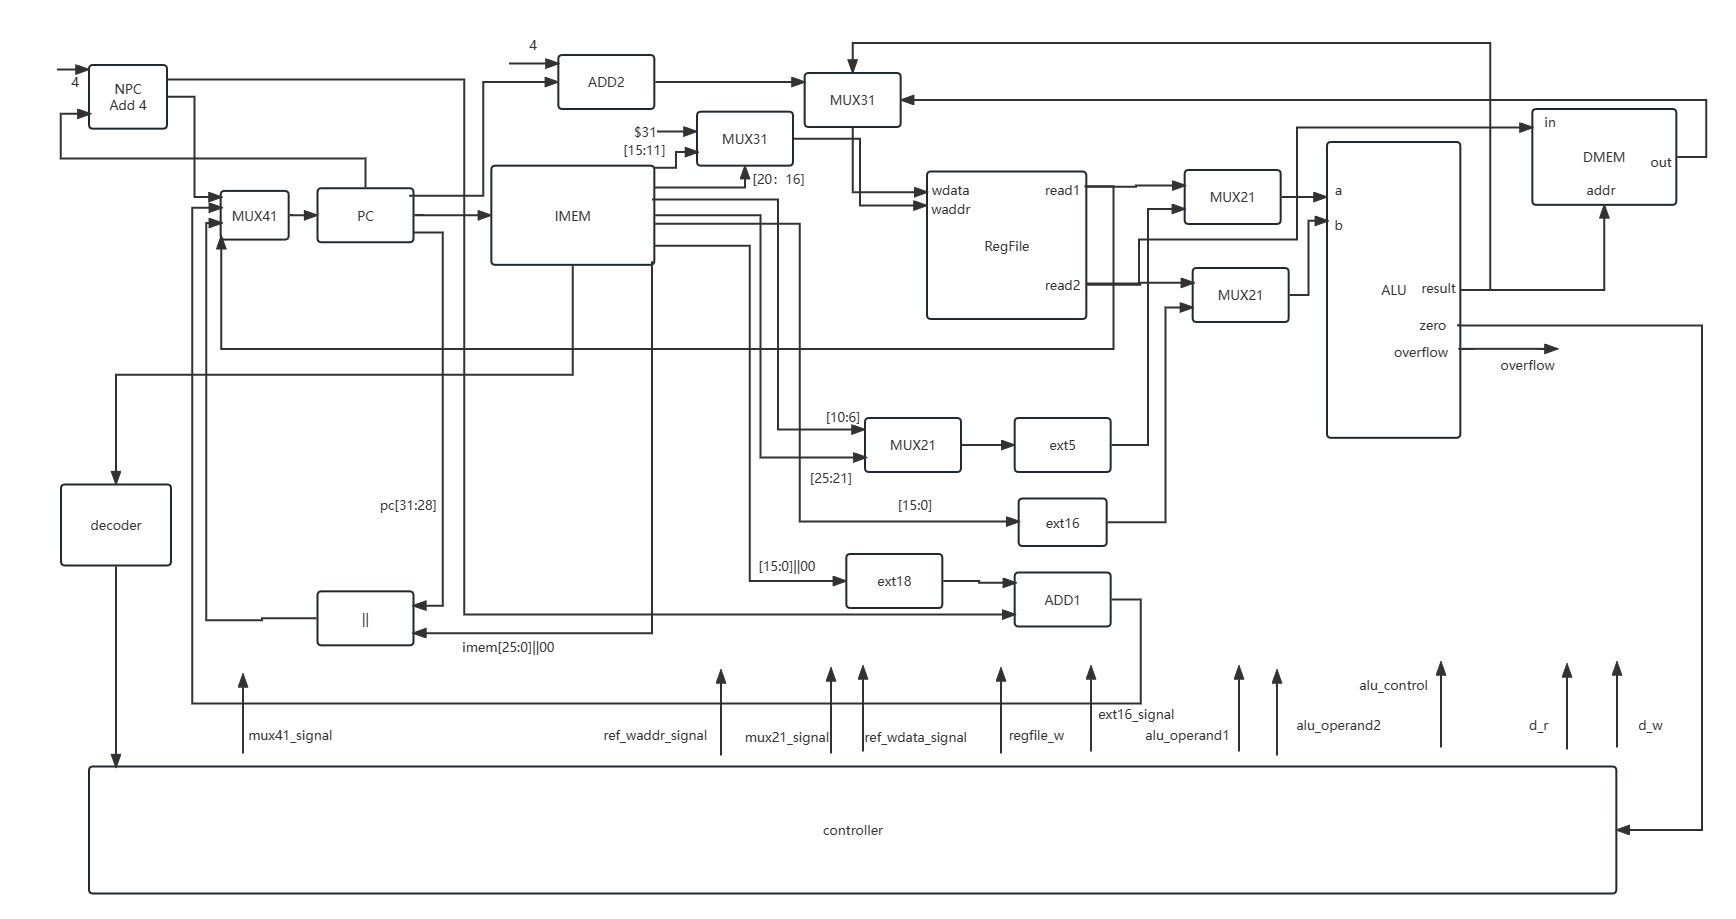 4
4
NPC
Add 4
ADD2
MUX31
$31
[15:11]
MUX31
[20: 16]
in
DMEM
out
addr
MUX41
PC
IMEM
wdata
waddr
read1
RegFile
read2
MUX21
MUX21
a
b
ALU
result
zero
overflow
overflow
[10:6]
MUX21
ext5
[25:21]
pc[31:28]
[15:0]
ext16
decoder
[15:0]||00
ext18
ADD1
||
imem[25:0]||00
mux41_signal
ref_waddr_signal
mux21_signal
ref_wdata_signal
regfile_w
ext16_signal
alu_operand1
alu_operand2
alu_control
d_r
d_w
controller